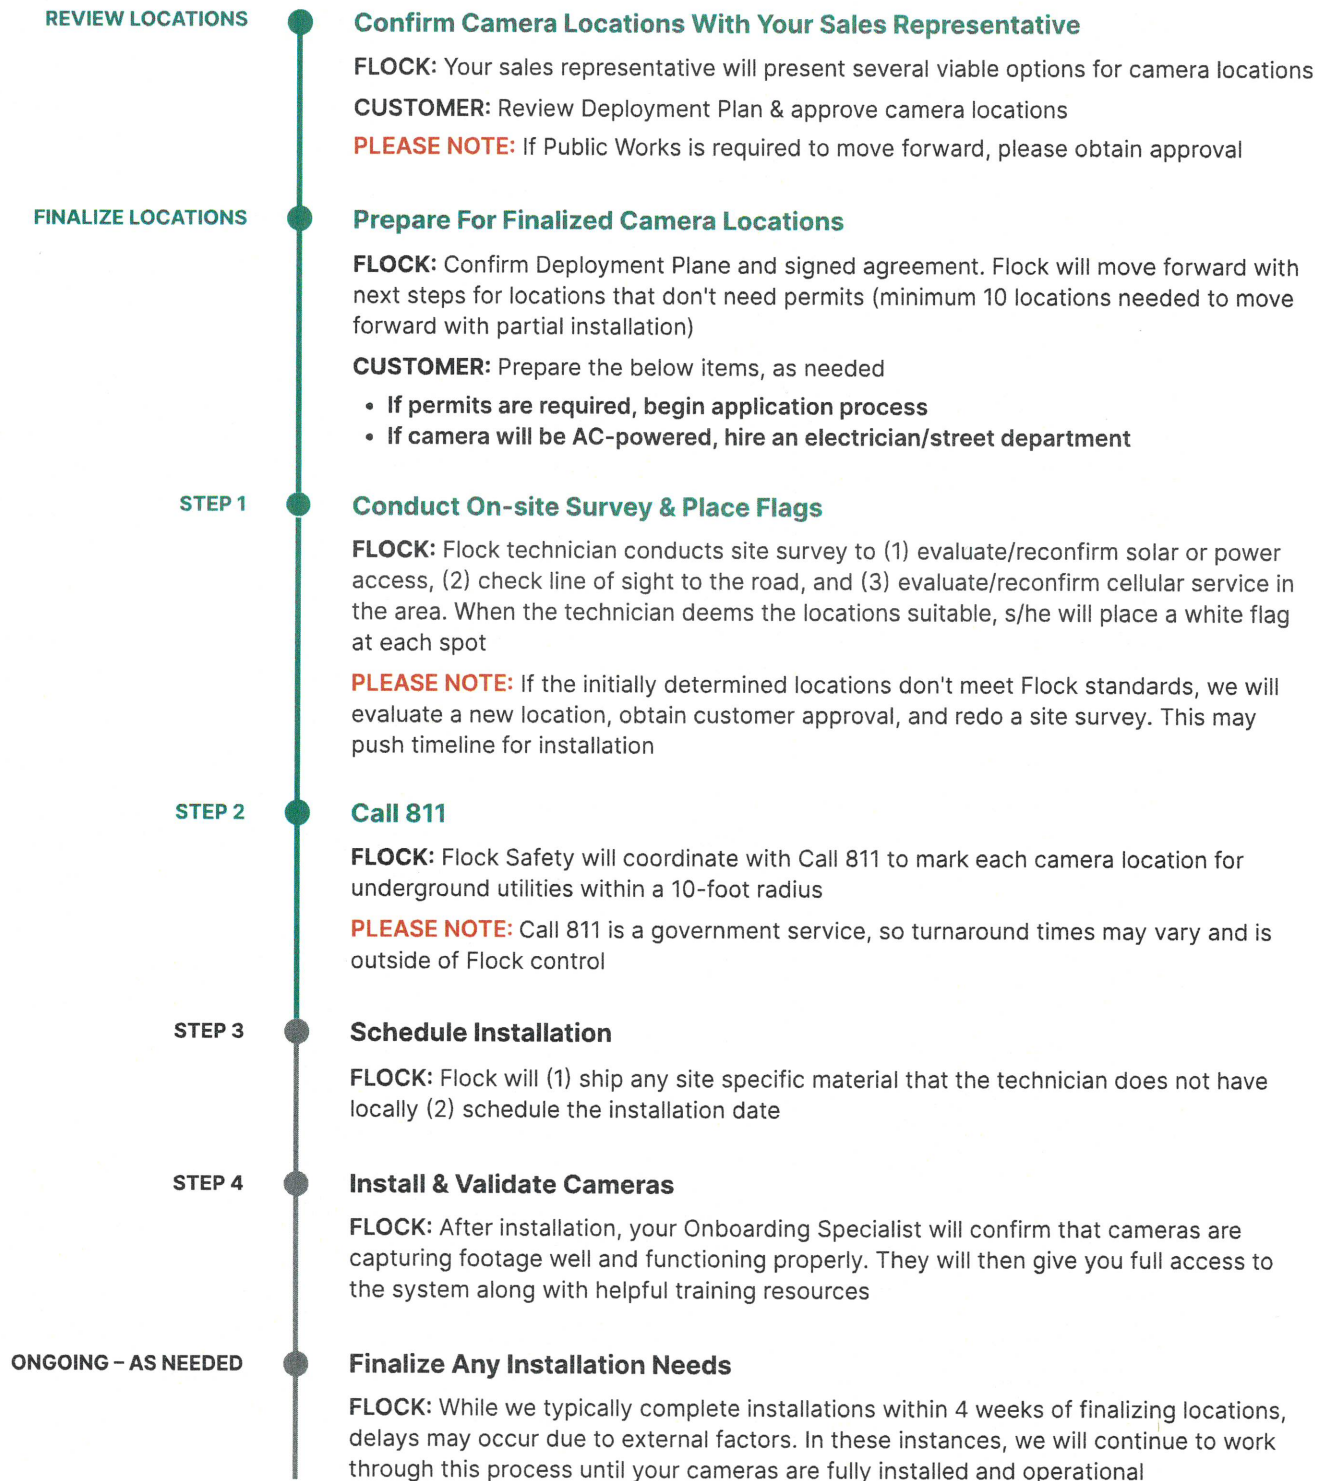 REVIEW LOCATIONS
Confirm Camera Locations With Your Sales Representative
FLOCK: Your sales representative will present several viable options for camera locations
CUSTOMER: Review Deployment Plan & approve camera locations
PLEASE NOTE: If Public Works is required to move forward, please obtain approval
FINALIZE LOCATIONS
Prepare For Finalized Camera Locations
FLOCK: Confirm Deployment Plane and signed agreement. Flock will move forward with
next steps for locations that don't need permits (minimum 10 locations needed to move
forward with partial installation)
CUSTOMER: Prepare the below items, as needed
• If permits are required, begin application process
• If camera will be AC-powered, hire an electrician/street department
STEP 1
Conduct On-site Survey & Place Flags
FLOCK: Flock technician conducts site survey to (1) evaluate/reconfirm solar or power
access, (2) check line of sight to the road, and (3) evaluate/reconfirm cellular service in
the area. When the technician deems the locations suitable, s/he will place a white flag
at each spot
PLEASE NOTE: If the initially determined locations don't meet Flock standards, we will
evaluate a new location, obtain customer approval, and redo a site survey. This may
push timeline for installation
STEP 2
Call 811
FLOCK: Flock Safety will coordinate with Call 811 to mark each camera location for
underground utilities within a 10-foot radius
PLEASE NOTE: Call 811 is a government service, so turnaround times may vary and is
outside of Flock control
STEP 3
Schedule Installation
FLOCK: Flock will (1) ship any site specific material that the technician does not have
locally (2) schedule the installation date
STEP 4
Install & Validate Cameras
FLOCK: After installation, your Onboarding Specialist will confirm that cameras are
capturing footage well and functioning properly. They will then give you full access to
the system along with helpful training resources
ONGOING – AS NEEDED
Finalize Any Installation Needs
FLOCK: While we typically complete installations within 4 weeks of finalizing locations,
delays may occur due to external factors. In these instances, we will continue to work
through this process until your cameras are fully installed and operational